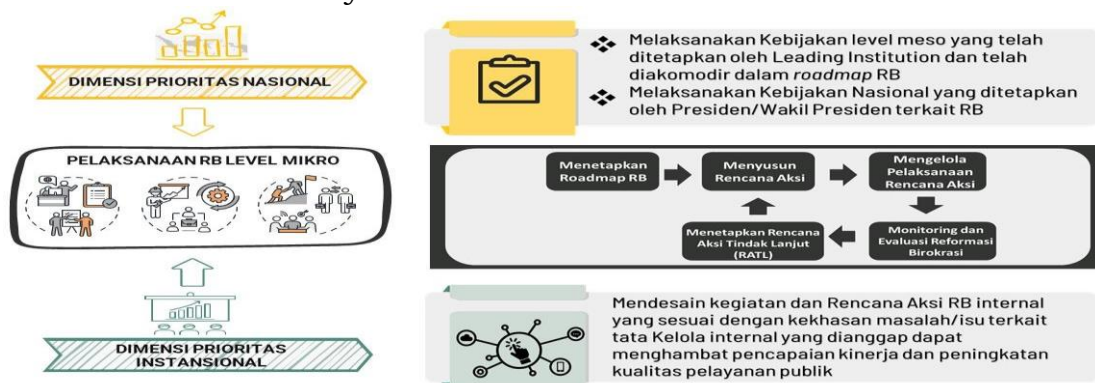 DIMENSI PRIORITAS NASIONAL
❖ Melaksanakan Kebijakan level meso yang telah
ditetapkan oleh Leading Institution dan telah
diakomodir dalam roadmap RB
❖ Melaksanakan Kebijakan Nasional yang ditetapkan
oleh Presiden/Wakil Presiden terkait RB
PELAKSANAAN RB LEVEL MIKRO
Menetapkan
Roadmap RB
Menyusun
Rencana Aksi
Mengelola
Pelaksanaan
Rencana Aksi
Monitoring dan
Evaluasi Reformasi
Birokrasi
Menetapkan Rencana
Aksi Tindak Lanjut
(RATL)
DIMENSI PRIORITAS
INSTANSIONAL
Mendesain kegiatan dan Rencana Aksi RB internal
yang sesuai dengan kekhasan masalah/isu terkait
tata Kelola internal yang dianggap dapat
menghambat pencapaian kinerja dan peningkatan
kualitas pelayanan publik